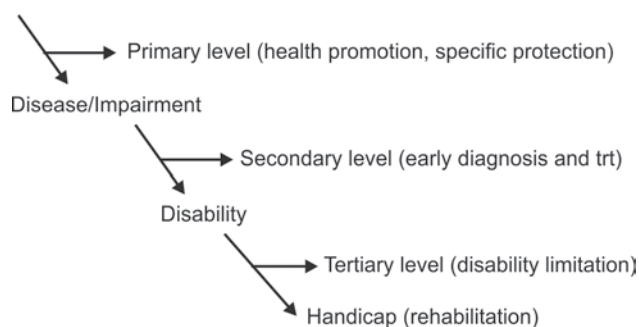 Primary level (health promotion, specific protection)
Disease/Impairment
Secondary level (early diagnosis and trt)
Disability
Tertiary level (disability limitation)
Handicap (rehabilitation)